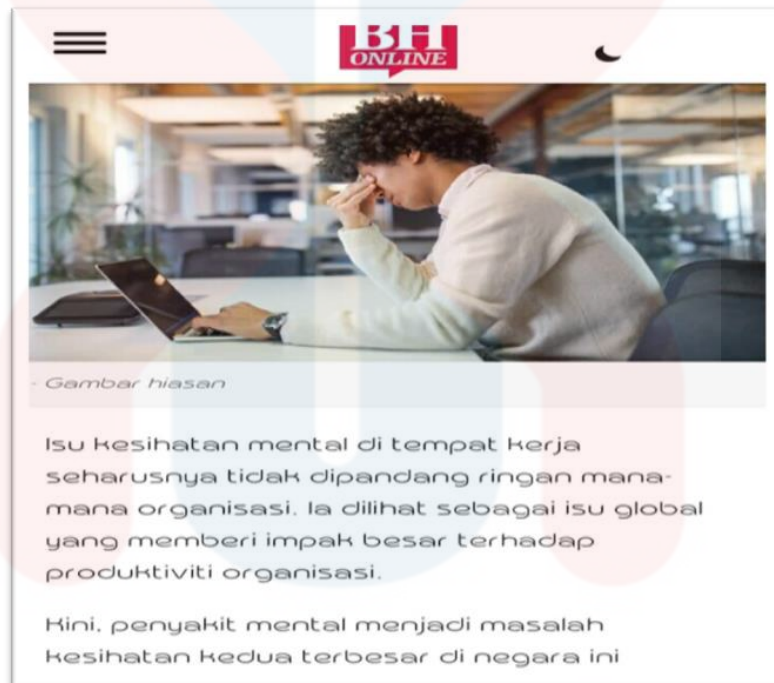 BH
ONLINE
- Gambar hiasan
Isu kesihatan mental di tempat kerja
seharusnya tidak dipandang ringan mana-
mana organisasi. Ia dilihat sebagai isu global
yang memberi impak besar terhadap
produktiviti organisasi.
Kini, penyakit mental menjadi masalah
kesihatan kedua terbesar di negara ini